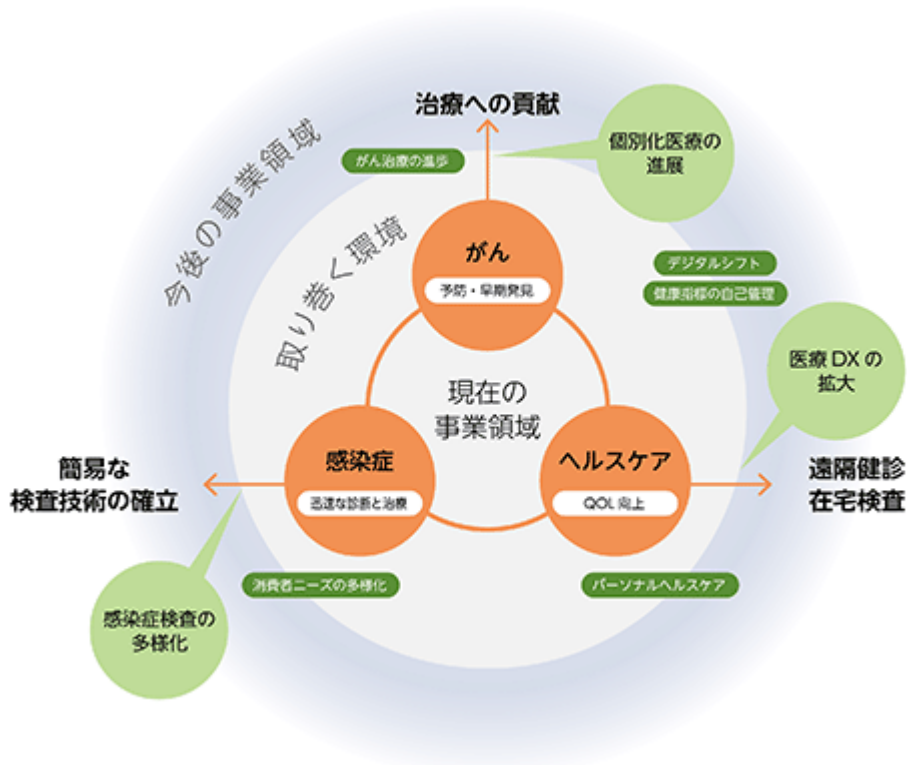 治療への貢献
個別化医療の
進展
がん治療の進歩
今後の事業領域
取り巻く環境
がん
予防・早期発見
デジタルシフト
健康指標の自己管理
医療DXの
拡大
現在の
事業領域
感染症
迅速な診断と治療
ヘルスケア
QOL向上
簡易な
検査技術の確立
遠隔健診
在宅検査
消費者ニーズの多様化
パーソナルヘルスケア
感染症検査の
多様化